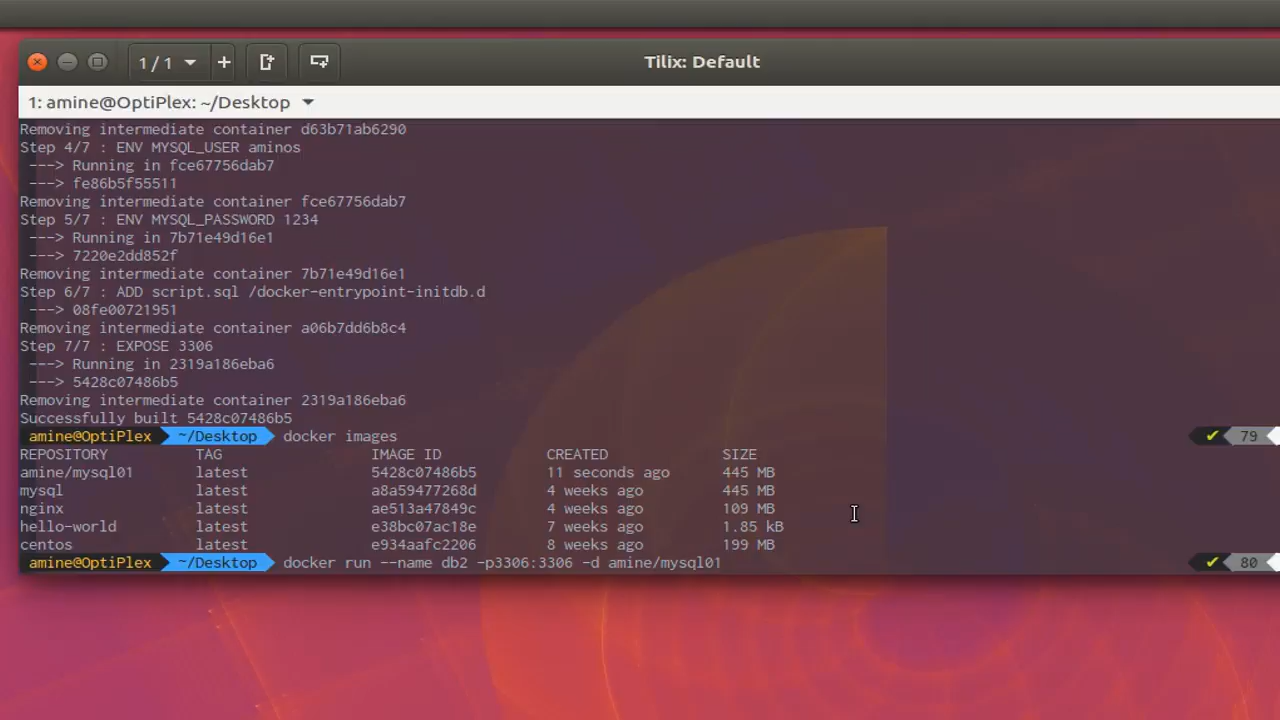 1 / 1
Tilix: Default
1: amine@OptiPlex: ~/Desktop
Removing intermediate container d63b71ab6290
Step 4/7 : ENV MYSQL_USER aminos
---> Running in fce67756dab7
---> fe86b5f55511
Removing intermediate container fce67756dab7
Step 5/7 : ENV MYSQL_PASSWORD 1234
---> Running in 7b71e49d16e1
---> 7220e2dd852f
Removing intermediate container 7b71e49d16e1
Step 6/7 : ADD script.sql /docker-entrypoint-initdb.d
---> 08fe00721951
Removing intermediate container a06b7dd6b8c4
Step 7/7 : EXPOSE 3306
---> Running in 2319a186eba6
---> 5428c07486b5
Removing intermediate container 2319a186eba6
Successfully built 5428c07486b5
amine@OptiPlex ~/Desktop docker images ✔ 79
REPOSITORY TAG IMAGE ID CREATED SIZE
amine/mysql01 latest 5428c07486b5 11 seconds ago 445 MB
mysql latest a8a59477268d 4 weeks ago 445 MB
nginx latest ae513a47849c 4 weeks ago 109 MB
hello-world latest e38bc07ac18e 7 weeks ago 1.85 kB
centos latest e934aafc2206 8 weeks ago 199 MB
amine@OptiPlex ~/Desktop docker run --name db2 -p3306:3306 -d amine/mysql01 ✔ 80